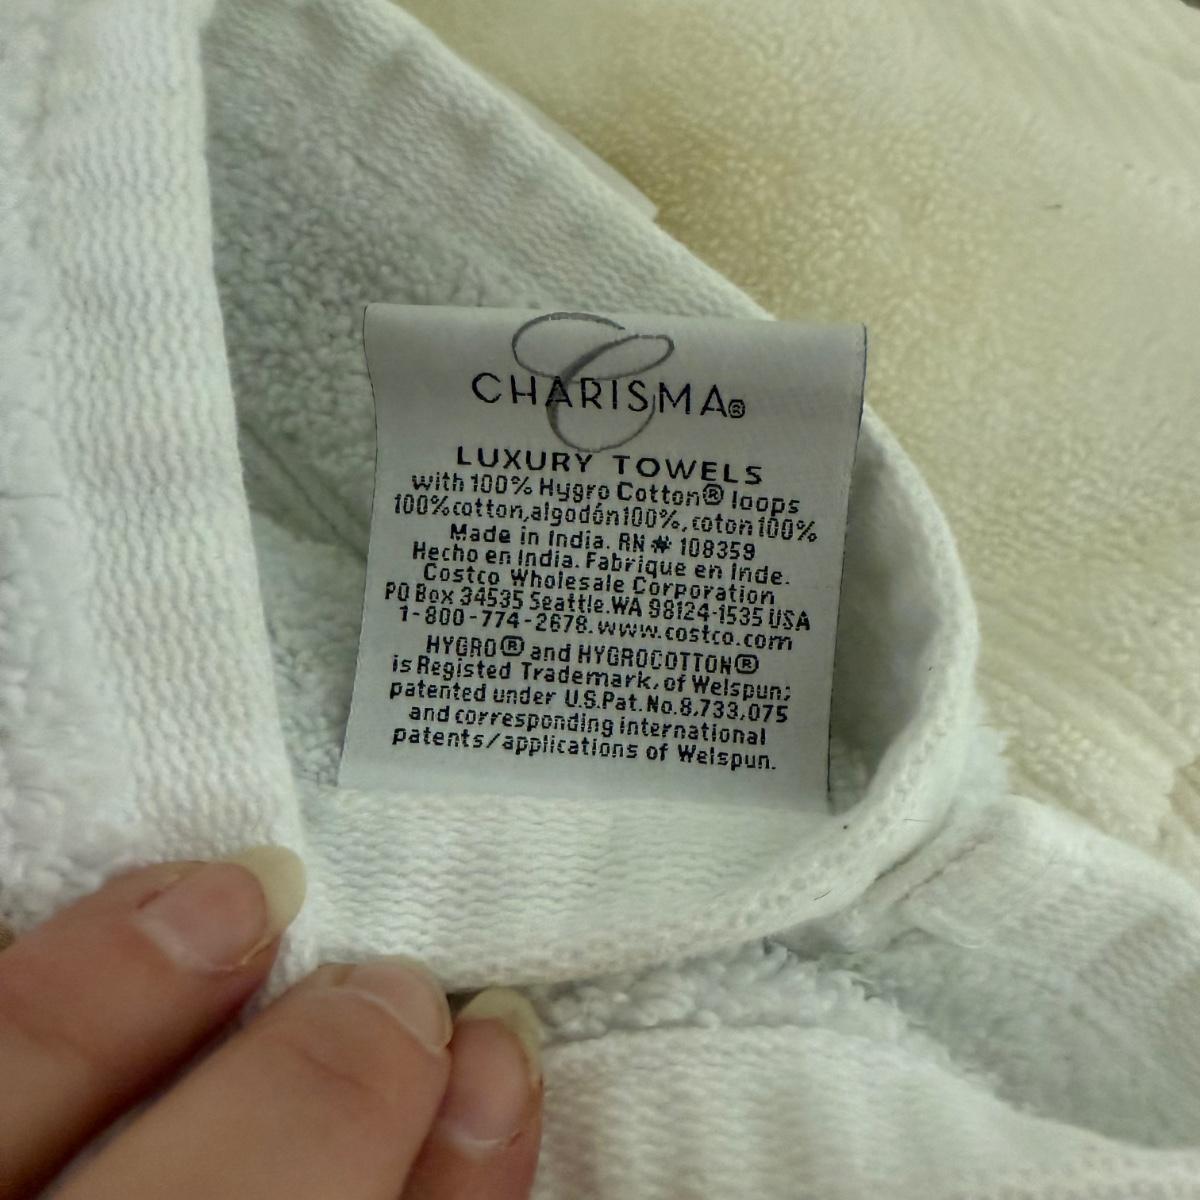 C
CHARISMA®
LUXURY TOWELS
with 100% Hygro Cotton® loops
100%cotton,algodón100%,coton100%
Made in India. RN# 108359
Hecho en India. Fabrique en Inde.
Costco Wholesale Corporation
PO Box 34535 Seattle.WA 98124-1535 USA
1-800-774-2678. www.costco.com
HYGRO® and HYGROCOTTON®
is Registed Trademark, of Welspun;
patented under U.S.Pat.No.8,733,075
and corresponding international
patents/applications of Welspun.